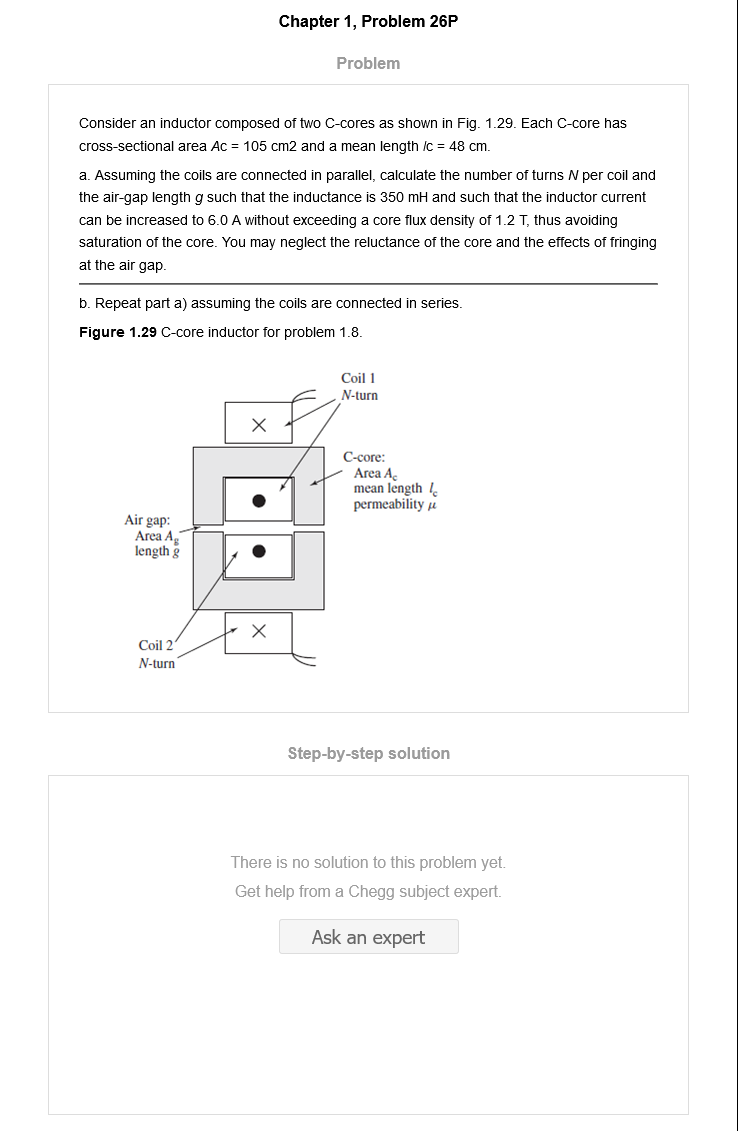 Chapter 1, Problem 26P
Problem
Consider an inductor composed of two C-cores as shown in Fig. 1.29. Each C-core has
cross-sectional area Ac = 105 cm2 and a mean length lc = 48 cm.
a. Assuming the coils are connected in parallel, calculate the number of turns N per coil and
the air-gap length g such that the inductance is 350 mH and such that the inductor current
can be increased to 6.0 A without exceeding a core flux density of 1.2 T, thus avoiding
saturation of the core. You may neglect the reluctance of the core and the effects of fringing
at the air gap.
b. Repeat part a) assuming the coils are connected in series.
Figure 1.29 C-core inductor for problem 1.8.
Coil 1
N-turn
C-core:
Area Ac
mean length lc
permeability μ
Air gap:
Area Ag
length g
Coil 2
N-turn
Step-by-step solution
There is no solution to this problem yet.
Get help from a Chegg subject expert.
Ask an expert